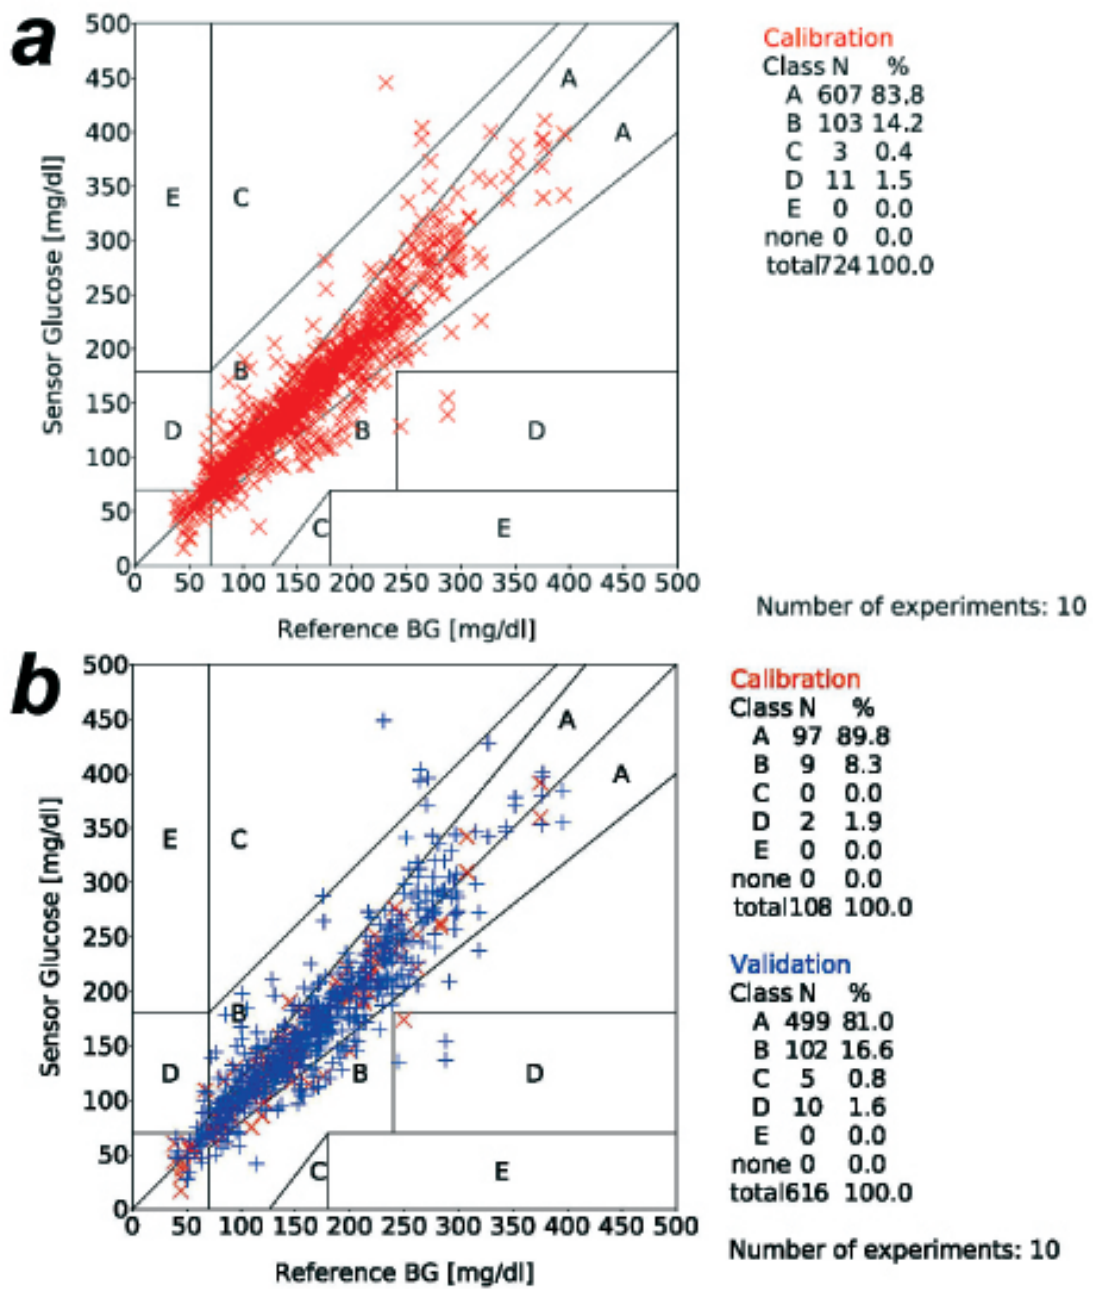 a
500
450
400
350
300
250
200
150
100
50
0
0 50 100 150 200 250 300 350 400 450 500
Sensor Glucose [mg/dl]
Reference BG [mg/dl]
A
A
E
C
B
D
B
D
C
E
Calibration
Class N %
A 607 83.8
B 103 14.2
C 3 0.4
D 11 1.5
E 0 0.0
none 0 0.0
total724 100.0
Number of experiments: 10
b
500
450
400
350
300
250
200
150
100
50
0
0 50 100 150 200 250 300 350 400 450 500
Sensor Glucose [mg/dl]
Reference BG [mg/dl]
A
A
E
C
B
D
B
D
C
E
Calibration
Class N %
A 97 89.8
B 9 8.3
C 0 0.0
D 2 1.9
E 0 0.0
none 0 0.0
total108 100.0
Validation
Class N %
A 499 81.0
B 102 16.6
C 5 0.8
D 10 1.6
E 0 0.0
none 0 0.0
total616 100.0
Number of experiments: 10